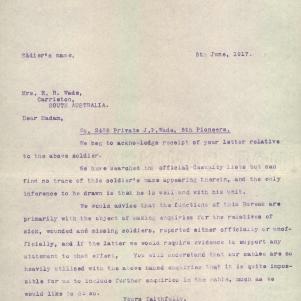 Sldier's name. 8th June, 1917.
Mrs. E. H. Wade,
Carrieton,
SOUTH AUSTRALIA.
Dear Madam,
No. 2488 Private J.P. Wade, 5th Pioneers.
We beg to acknowledge receipt of your letter relative
to the above soldier.
We have searched the official Casualty lists but can
find no trace of this soldier's name appearing therein, and the only
inference to be drawn is that he is well and with his unit.
We would advise that the functions of this Bureau are
primarily with the object of making enquiries for the relatives of
sick, wounded and missing soldiers, reported either officially or unof-
ficially, and if the latter we would require evidence to support any
statement to that effect, You will understand that our cables are so
heavily utilised with the above named enquiries that it is quite impos-
ible for us to include further enquiries in the cable, much as we
would like to do so.
Yours faithfully,